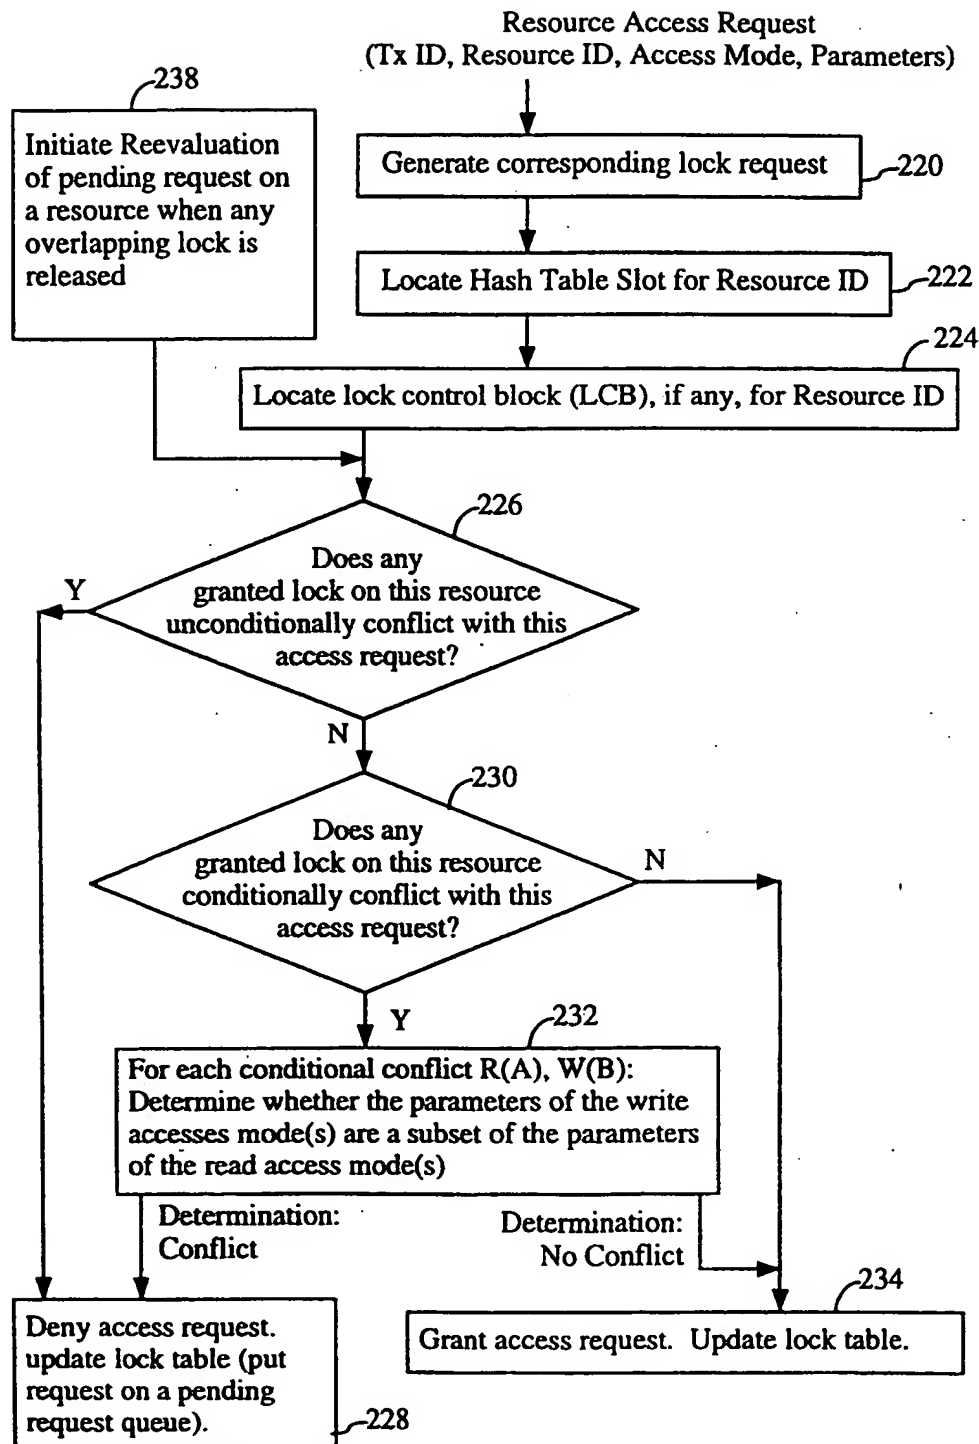 Resource Access Request
(Tx ID, Resource ID, Access Mode, Parameters)
238
Initiate Reevaluation
of pending request on
a resource when any
overlapping lock is
released
Generate corresponding lock request
220
Locate Hash Table Slot for Resource ID
222
224
Locate lock control block (LCB), if any, for Resource ID
226
Does any
granted lock on this resource
unconditionally conflict with this
access request?
Y
N
230
Does any
granted lock on this resource
conditionally conflict with this
access request?
N
Y
232
For each conditional conflict R(A), W(B):
Determine whether the parameters of the write
accesses mode(s) are a subset of the parameters
of the read access mode(s)
Determination:
Conflict
Determination:
No Conflict
234
Deny access request.
update lock table (put
request on a pending
request queue).
228
Grant access request. Update lock table.